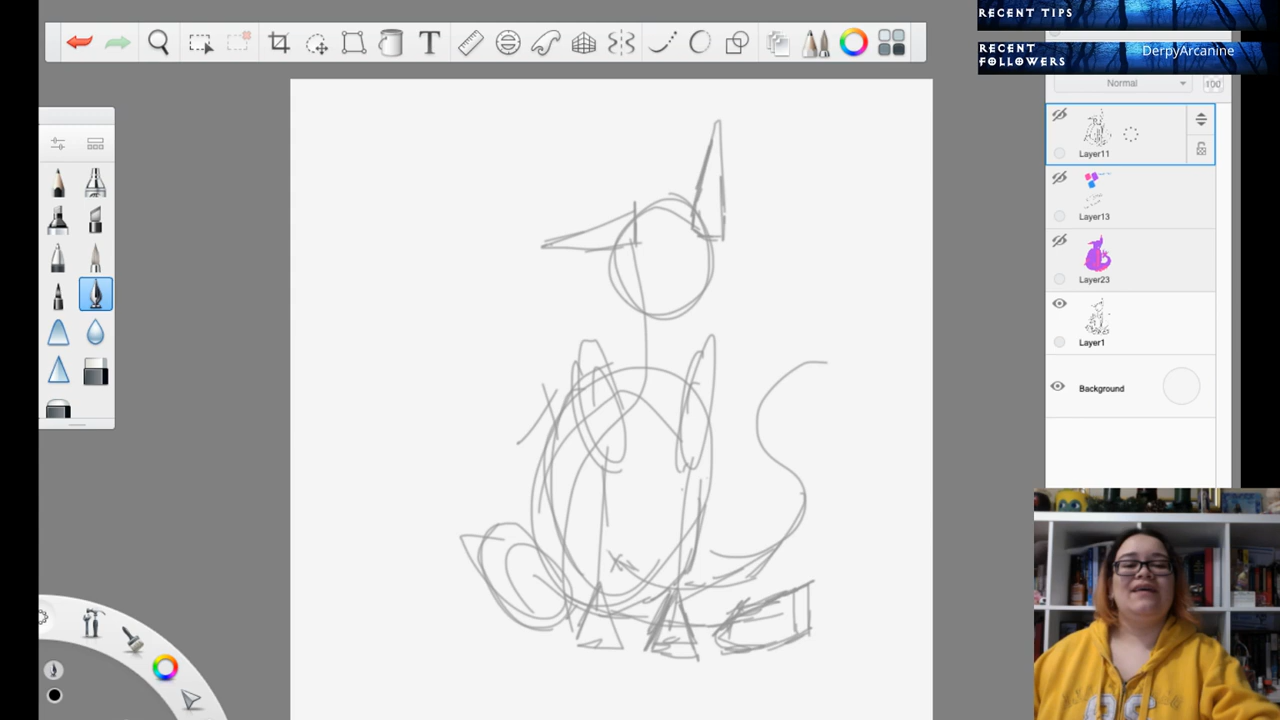 RECENT TIPS
RECENT
FOLLOWERS
DerpyArcanine
T
Normal
100
Layer11
Layer13
Layer23
Layer1
Background